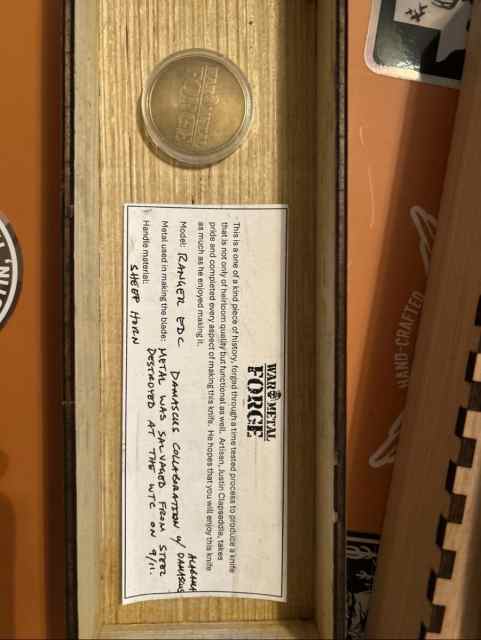 WAR METAL
FORGE
This is a one of a kind piece of history, forged through a time tested process to produce a knife
that is not only of heirloom quality but functional as well. Artisan, Justin Clapsaddle, takes
pride and completed every aspect of making this knife. He hopes that you will enjoy this knife
as much as he enjoyed making it.
Model: RANGER EDC DAMASCUS COLLABORATION w/ ALABAMA DAMASCUS
Metal used in making the blade: METAL WAS SALVAGED FROM STEEL
DESTROYED AT THE WTC ON 9/11.
Handle material:
SHEEP HORN
HAND-CRAFTED